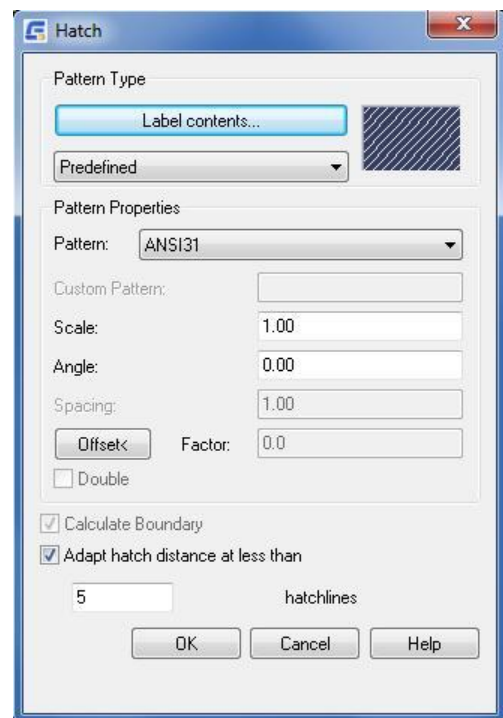 Hatch
Pattern Type
Label contents...
Predefined
Pattern Properties
Pattern: ANSI31
Custom Pattern:
Scale: 1.00
Angle: 0.00
Spacing: 1.00
Offset< Factor: 0.0
Double
Calculate Boundary
Adapt hatch distance at less than
5 hatchlines
OK Cancel Help